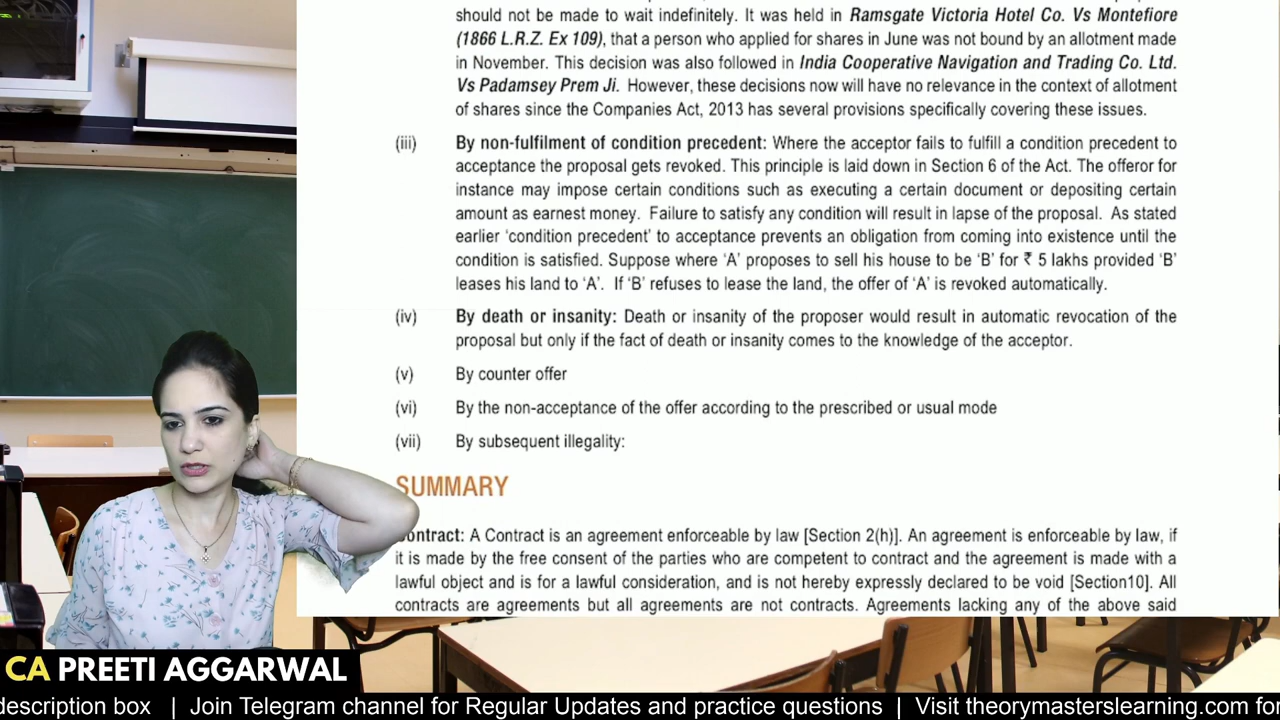 should not be made to wait indefinitely. It was held in Ramsgate Victoria Hotel Co. Vs Montefiore
(1866 L.R.Z. Ex 109), that a person who applied for shares in June was not bound by an allotment made
in November. This decision was also followed in India Cooperative Navigation and Trading Co. Ltd.
Vs Padamsey Prem Ji. However, these decisions now will have no relevance in the context of allotment
of shares since the Companies Act, 2013 has several provisions specifically covering these issues.
(iii) By non-fulfilment of condition precedent: Where the acceptor fails to fulfill a condition precedent to
acceptance the proposal gets revoked. This principle is laid down in Section 6 of the Act. The offeror for
instance may impose certain conditions such as executing a certain document or depositing certain
amount as earnest money. Failure to satisfy any condition will result in lapse of the proposal. As stated
earlier ‘condition precedent’ to acceptance prevents an obligation from coming into existence until the
condition is satisfied. Suppose where ‘A’ proposes to sell his house to be ‘B’ for ₹ 5 lakhs provided ‘B’
leases his land to ‘A’. If ‘B’ refuses to lease the land, the offer of ‘A’ is revoked automatically.
(iv) By death or insanity: Death or insanity of the proposer would result in automatic revocation of the
proposal but only if the fact of death or insanity comes to the knowledge of the acceptor.
(v) By counter offer
(vi) By the non-acceptance of the offer according to the prescribed or usual mode
(vii) By subsequent illegality:
SUMMARY
ontract: A Contract is an agreement enforceable by law [Section 2(h)]. An agreement is enforceable by law, if
it is made by the free consent of the parties who are competent to contract and the agreement is made with a
lawful object and is for a lawful consideration, and is not hereby expressly declared to be void [Section10]. All
contracts are agreements but all agreements are not contracts. Agreements lacking any of the above said
CA PREETI AGGARWAL
description box | Join Telegram channel for Regular Updates and practice questions | Visit theorymasterslearning.com for